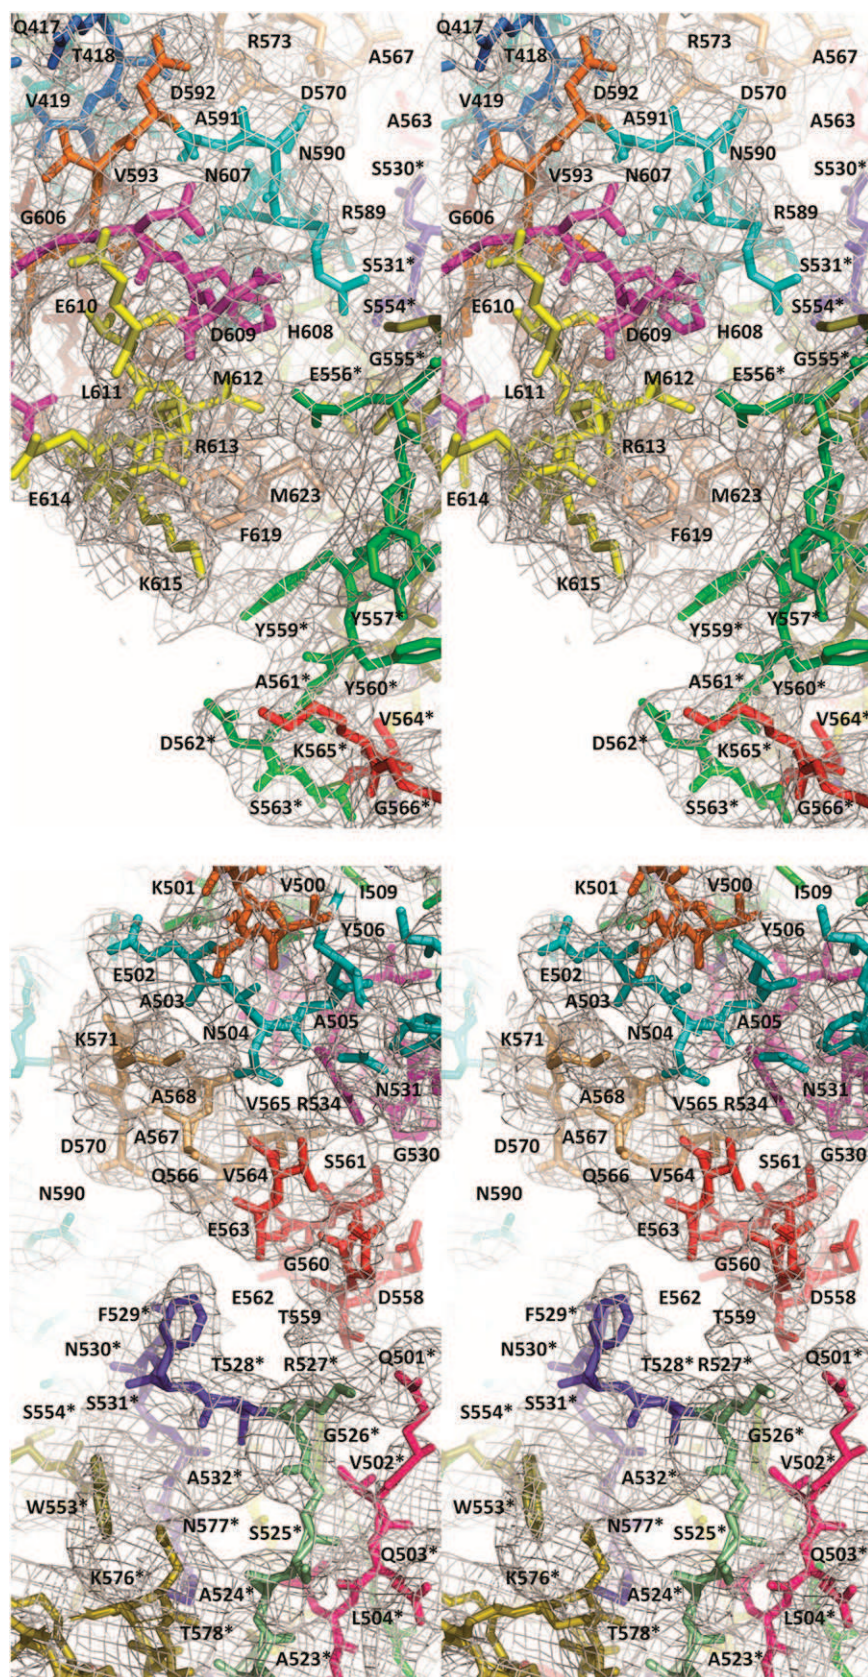 Q417 R573 Q417 R573
T418 A567 T418 A567
V419 D592 D570 V419 D592 D570
A591 A563 A591 A563
N590 N590
V593 N607 S530* V593 N607 S530*
G606 R589 G606 R589
S531* S531*
E610 S554* E610 S554*
D609 H608 D609 H608
G555* G555*
L611 M612 E556* L611 M612 E556*
R613 R613
E614 M623 E614 M623
F619 F619
K615 K615
Y559* Y557* Y559* Y557*
A561* Y560* A561* Y560*
D562* K565* V564* D562* K565* V564*
S563* G566* S563* G566*
K501 V500 I509 K501 V500 I509
Y506 Y506
E502 E502
A503 A503
K571 N504 A505 K571 N504 A505
A568 V565 R534 N531 A568 V565 R534 N531
D570 A567 D570 A567
Q566 V564 S561 G530 Q566 V564 S561 G530
N590 N590
E563 E563
G560 G560
E562 D558 E562 D558
F529* T559 F529* T559
N530* T528* R527* Q501* N530* T528* R527* Q501*
S554* S531* S554* S531*
G526* G526*
A532* V502* A532* V502*
W553* W553*
N577* S525* N577* S525*
K576* Q503* K576* Q503*
A524* L504* A524* L504*
T578* T578*
A523* A523*